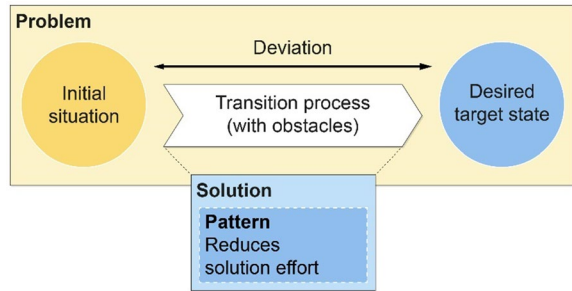 Problem
Deviation
Initial
situation
Transition process
(with obstacles)
Desired
target state
Solution
Pattern
Reduces
solution effort